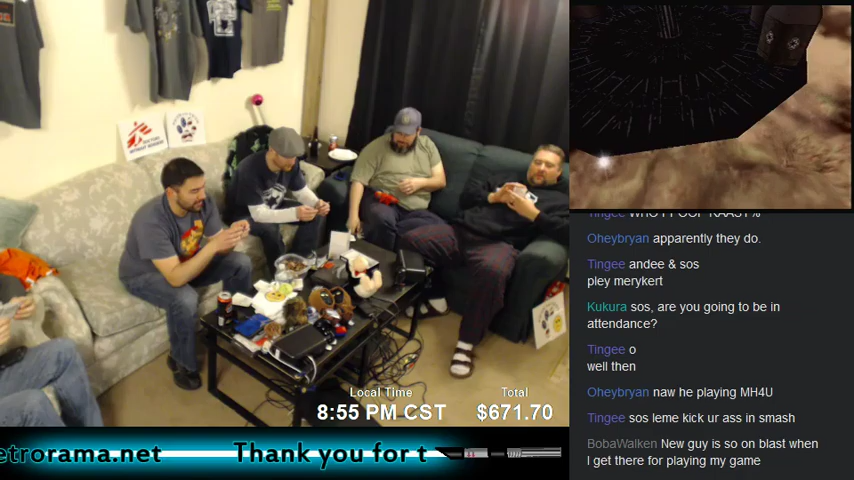 Tingee WHO I POOP RAAST%
Oheybryan apparently they do.
Tingee andee & sos
pley merykert
Kukura sos, are you going to be in
attendance?
Tingee o
well then
Oheybryan naw he playing MH4U
Tingee sos leme kick ur ass in smash
BobaWalken New guy is so on blast when
I get there for playing my game
Local Time
8:55 PM CST
Total
$671.70
etrorama.net
Thank you for t